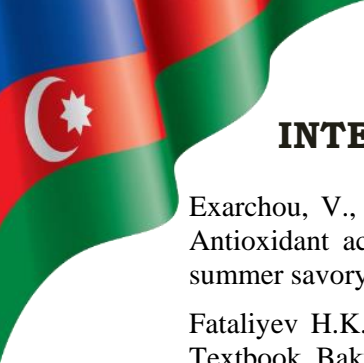 INTE
Exarchou, V.,
Antioxidant ac
summer savory
Fataliyev H.K.
Textbook, Bak